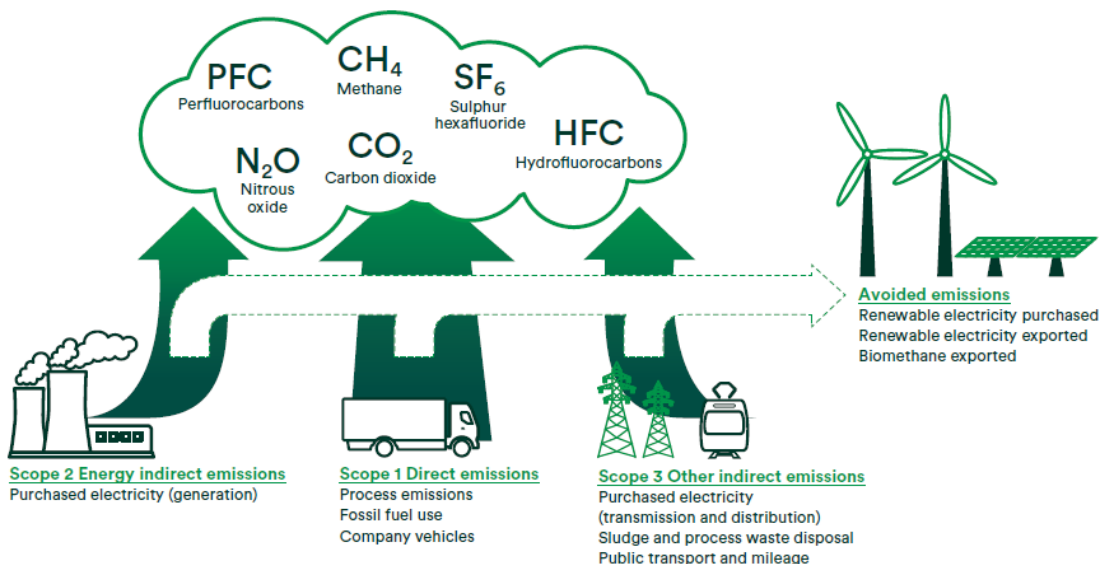 PFC
Perfluorocarbons
CH₄
Methane
SF₆
Sulphur
hexafluoride
HFC
Hydrofluorocarbons
N₂O
Nitrous
oxide
CO₂
Carbon dioxide
Avoided emissions
Renewable electricity purchased
Renewable electricity exported
Biomethane exported
Scope 2 Energy indirect emissions
Purchased electricity (generation)
Scope 1 Direct emissions
Process emissions
Fossil fuel use
Company vehicles
Scope 3 Other indirect emissions
Purchased electricity
(transmission and distribution)
Sludge and process waste disposal
Public transport and mileage